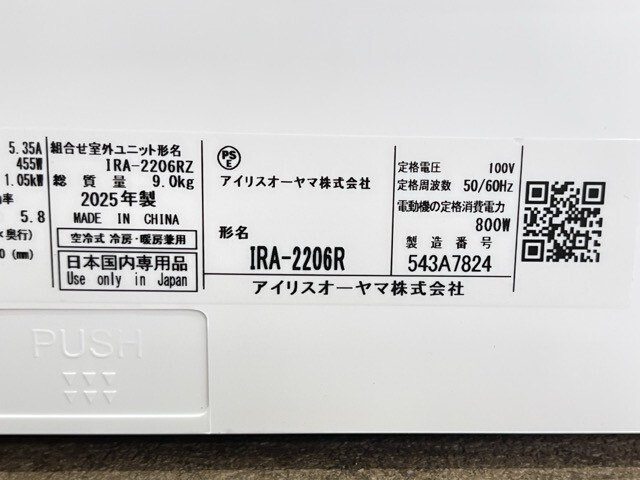 5.35A
455W
1.05kW
5.8
×奥行)
0 (mm)
組合せ室外ユニット形名
IRA-2206RZ
総質量 9.0kg
2025年製
MADE IN CHINA
空冷式 冷房・暖房兼用
日本国内専用品
Use only in Japan
PSE
アイリスオーヤマ株式会社
形名
IRA-2206R
アイリスオーヤマ株式会社
定格電圧 100V
定格周波数 50/60Hz
電動機の定格消費電力
800W
製造番号
543A7824
PUSH